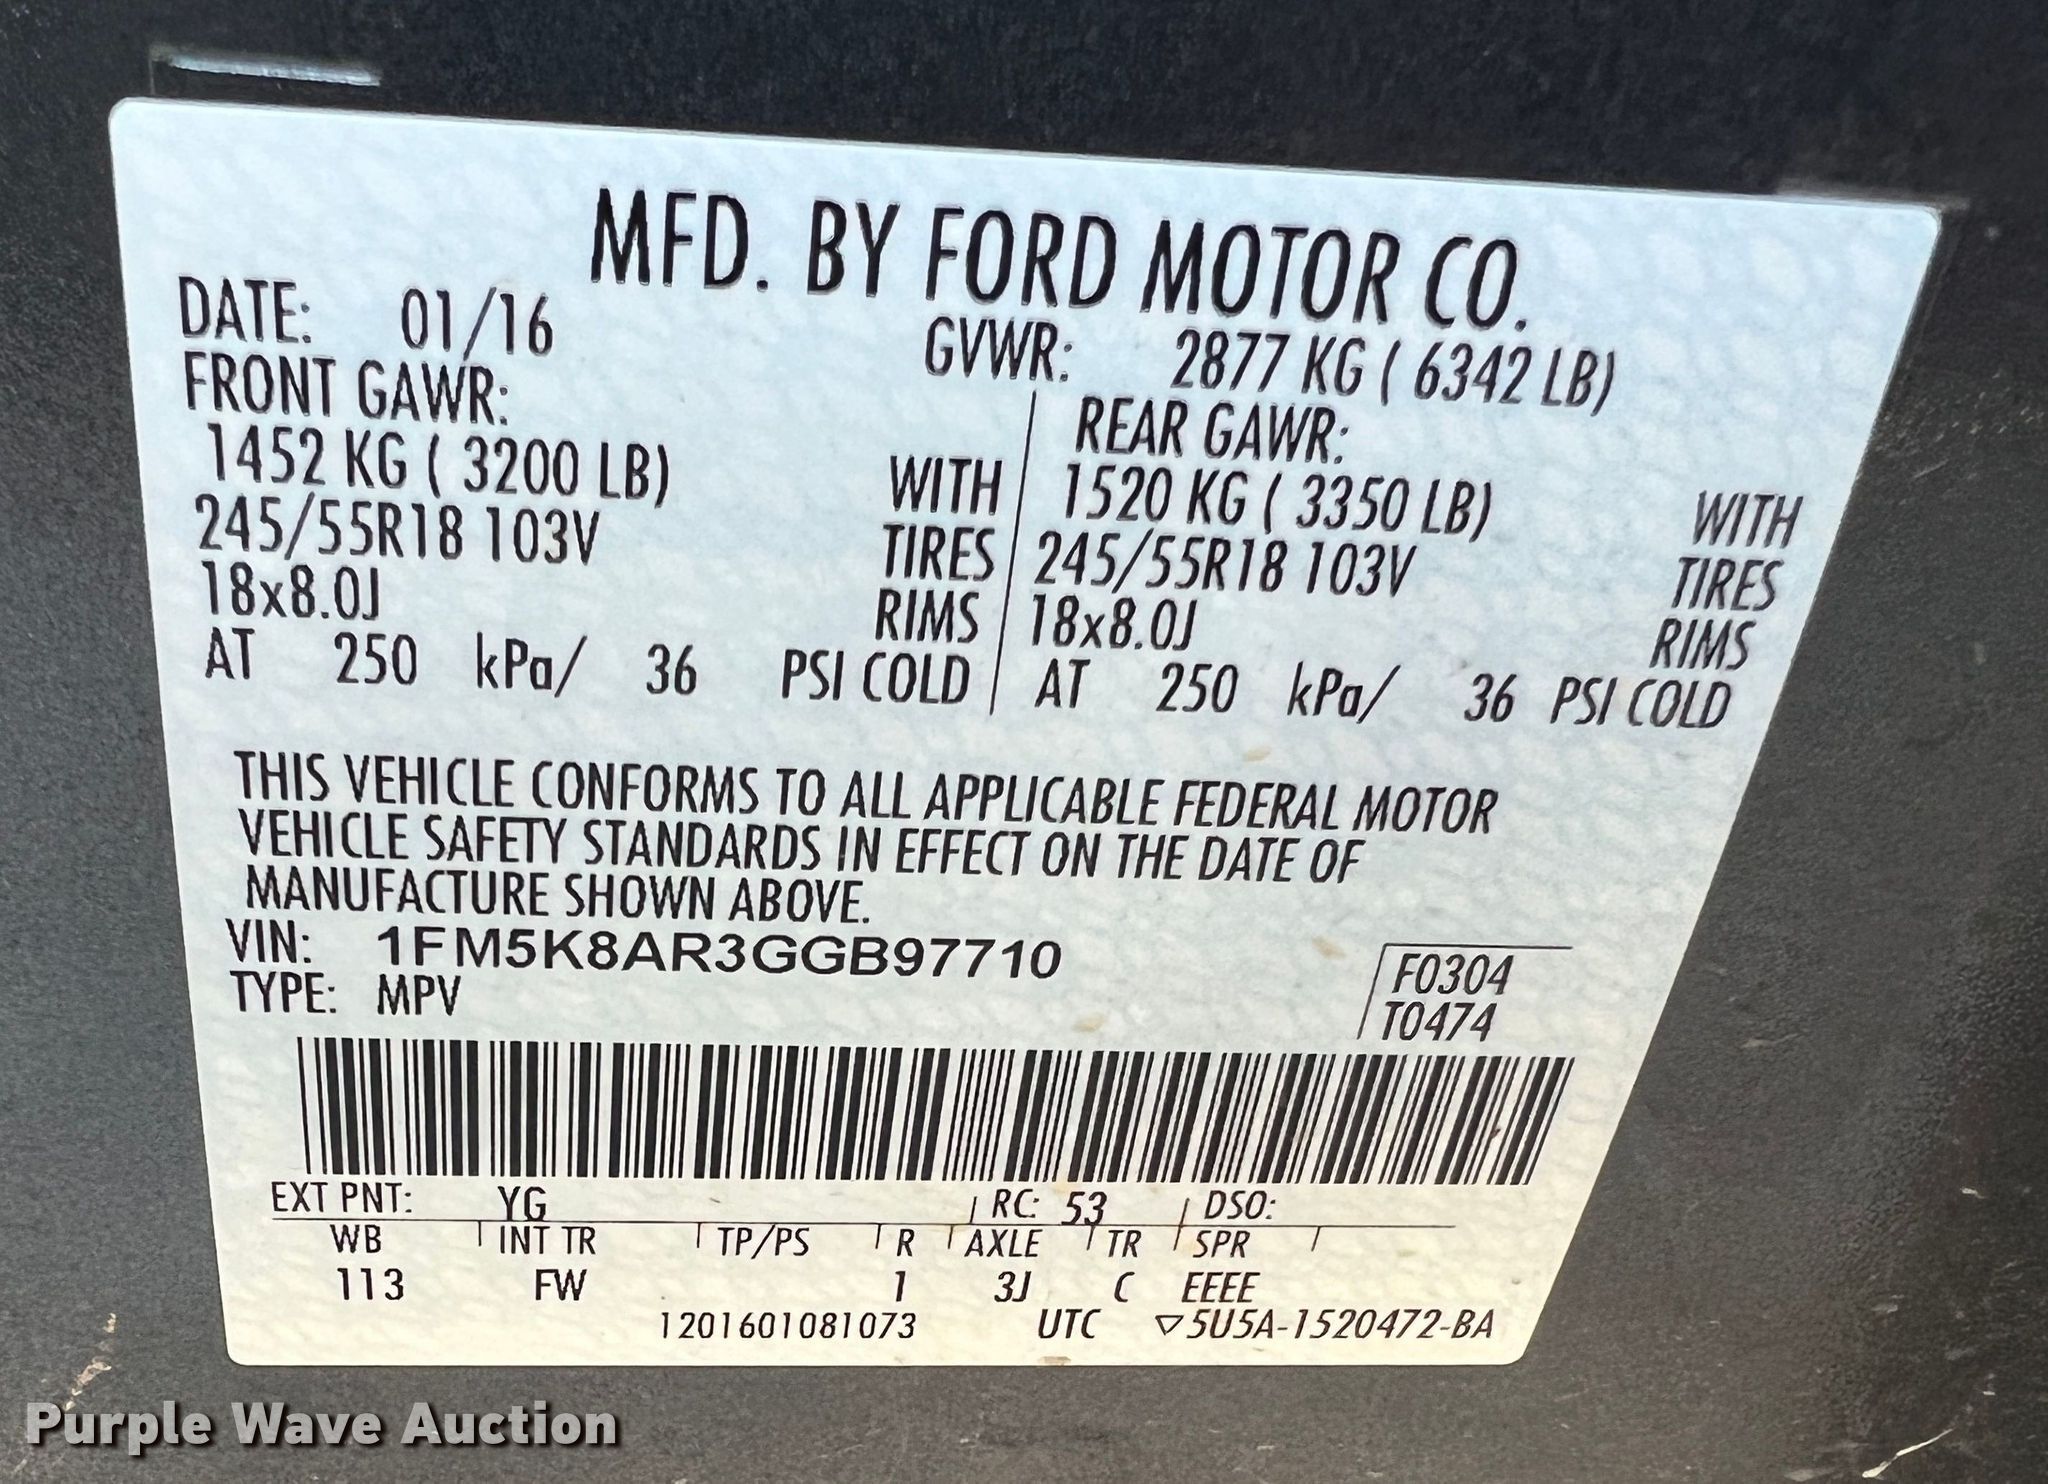 MFD. BY FORD MOTOR CO.
DATE: 01/16 GVWR: 2877 KG ( 6342 LB)
FRONT GAWR: REAR GAWR:
1452 KG ( 3200 LB) WITH 1520 KG ( 3350 LB) WITH
245/55R18 103V TIRES 245/55R18 103V TIRES
18x8.0J RIMS 18x8.0J RIMS
AT 250 kPa/ 36 PSI COLD AT 250 kPa/ 36 PSI COLD
THIS VEHICLE CONFORMS TO ALL APPLICABLE FEDERAL MOTOR
VEHICLE SAFETY STANDARDS IN EFFECT ON THE DATE OF
MANUFACTURE SHOWN ABOVE.
VIN: 1FM5K8AR3GGB97710 F0304
TYPE: MPV T0474
EXT PNT: YG RC: 53 DSO:
WB INT TR TP/PS R AXLE TR SPR
113 FW 1 3J C EEEE
1201601081073 UTC ▽5U5A-1520472-BA
Purple Wave Auction